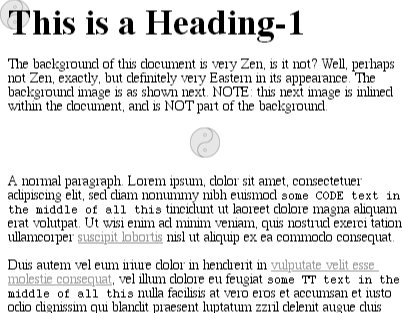 This is a Heading-1
The background of this document is very Zen, is it not? Well, perhaps
not Zen, exactly, but definitely very Eastern in its appearance. The
background image is as shown next. NOTE: this next image is inlined
within the document, and is NOT part of the background.
A normal paragraph. Lorem ipsum, dolor sit amet, consectetuer
adipiscing elit, sed diam nonummy nibh euismod some CODE text in
the middle of all this tincidunt ut laoreet dolore magna aliquam
erat volutpat. Ut wisi enim ad minim veniam, quis nostrud exerci tation
ullamcorper suscipit lobortis nisl ut aliquip ex ea commodo consequat.
Duis autem vel eum iriure dolor in hendrerit in vulputate velit esse
molestie consequat, vel illum dolore eu feugiat some TT text in the
middle of all this nulla facilisis at vero eros et accumsan et iusto
odio dignissim qui blandit praesent luptatum zzril delenit augue duis